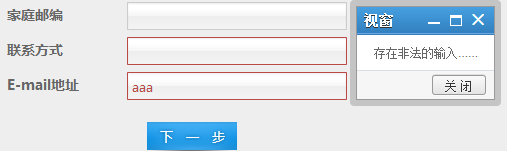 家庭邮编
联系方式
E-mail地址
aaa
下 一 步
视窗
存在非法的输入......
关 闭